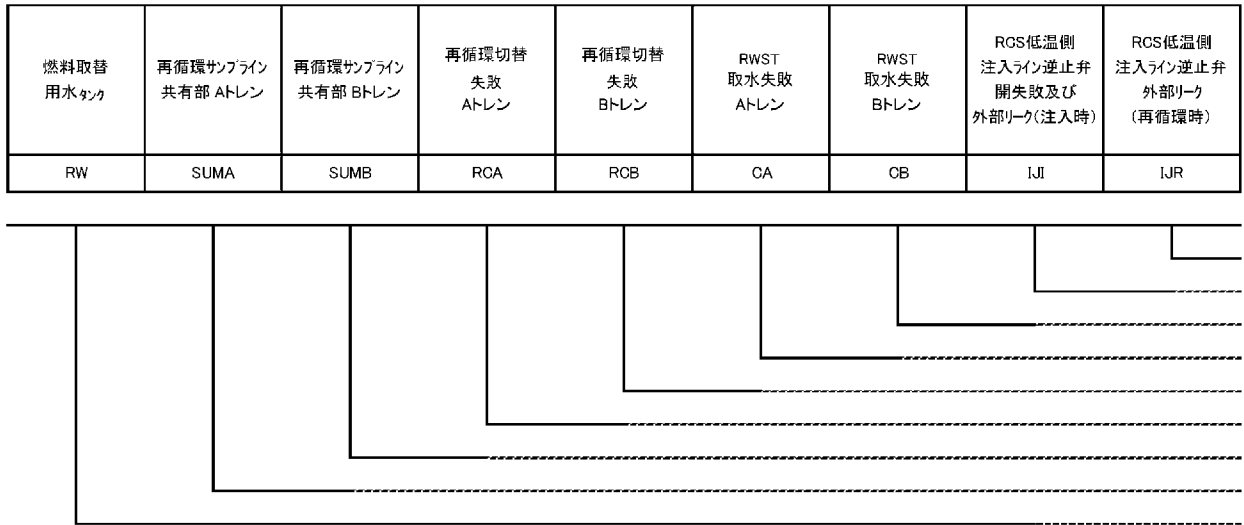 燃料取替
用水タンク
再循環サンプライン
共有部 Aトレン
再循環サンプライン
共有部 Bトレン
再循環切替
失敗
Aトレン
再循環切替
失敗
Bトレン
RWST
取水失敗
Aトレン
RWST
取水失敗
Bトレン
RCS低温側
注入ライン逆止弁
開失敗及び
外部リーク(注入時)
RCS低温側
注入ライン逆止弁
外部リーク
(再循環時)
RW
SUMA
SUMB
RCA
RCB
CA
CB
IJI
IJR